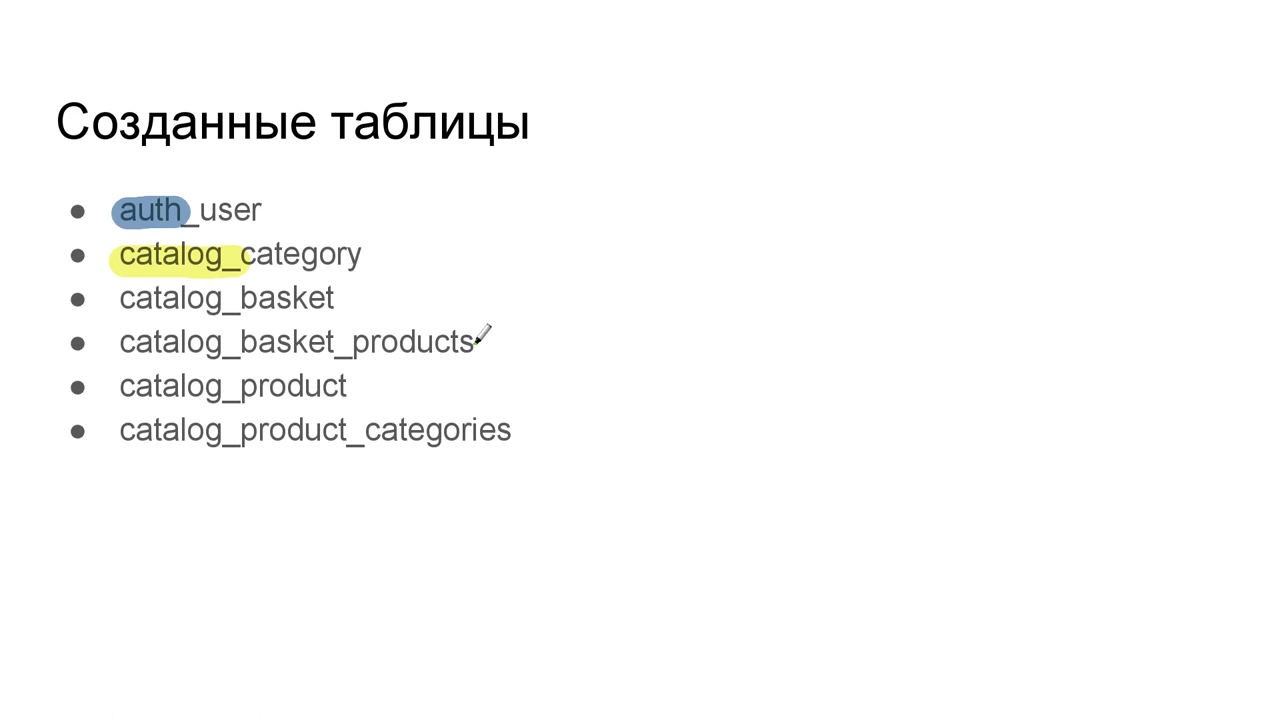 Созданные таблицы
● auth_user
● catalog_category
● catalog_basket
● catalog_basket_products
● catalog_product
● catalog_product_categories